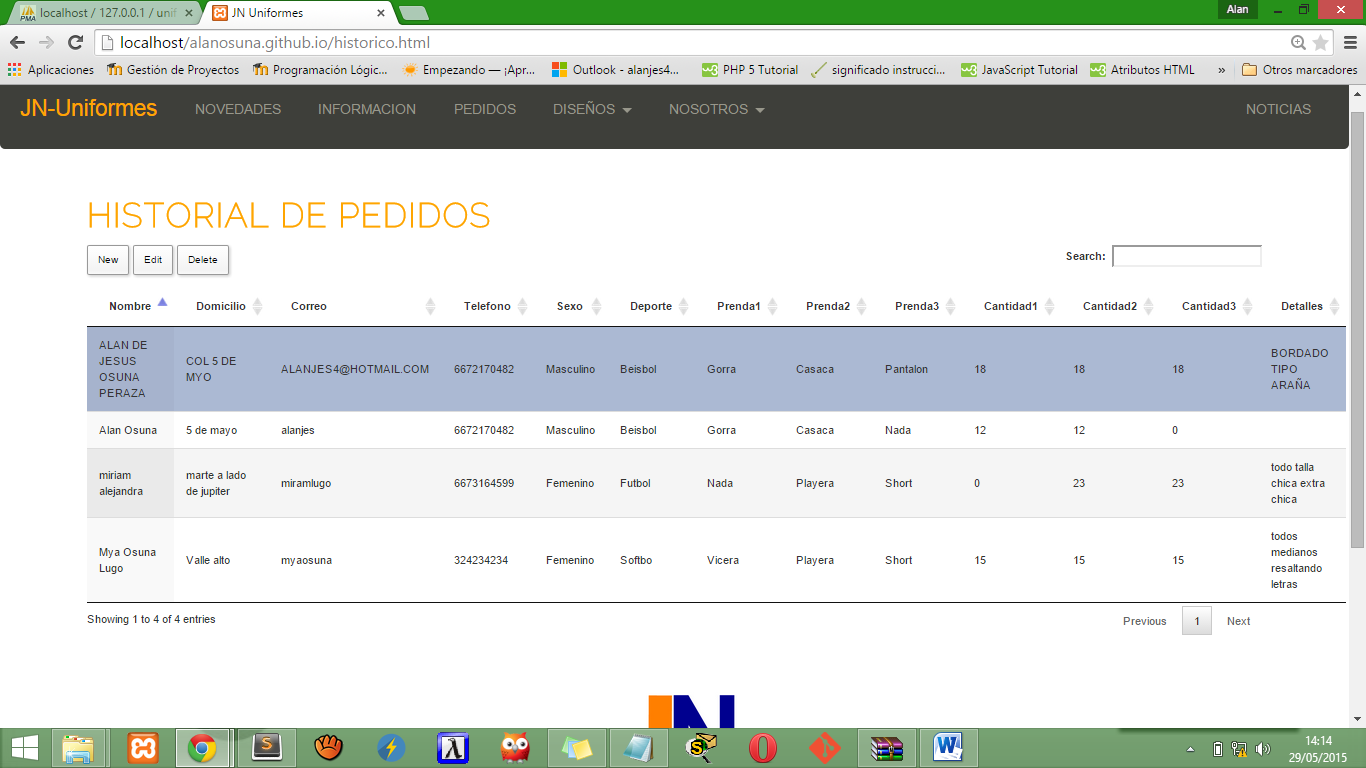 localhost / 127.0.0.1 / unif
JN Uniformes
Alan
localhost/alanosuna.github.io/historico.html
Aplicaciones Gestión de Proyectos Programación Lógic... Empezando — ¡Apr... Outlook - alanjes4... PHP 5 Tutorial significado instrucci... JavaScript Tutorial Atributos HTML » Otros marcadores
JN-Uniformes NOVEDADES INFORMACION PEDIDOS DISEÑOS NOSOTROS NOTICIAS
HISTORIAL DE PEDIDOS
New Edit Delete Search:
Nombre Domicilio Correo Telefono Sexo Deporte Prenda1 Prenda2 Prenda3 Cantidad1 Cantidad2 Cantidad3 Detalles
ALAN DE JESUS OSUNA PERAZA COL 5 DE MYO ALANJES4@HOTMAIL.COM 6672170482 Masculino Beisbol Gorra Casaca Pantalon 18 18 18 BORDADO TIPO ARAÑA
Alan Osuna 5 de mayo alanjes 6672170482 Masculino Beisbol Gorra Casaca Nada 12 12 0
miriam alejandra marte a lado de jupiter miramlugo 6673164599 Femenino Futbol Nada Playera Short 0 23 23 todo talla chica extra chica
Mya Osuna Lugo Valle alto myaosuna 324234234 Femenino Softbo Vicera Playera Short 15 15 15 todos medianos resaltando letras
Showing 1 to 4 of 4 entries
Previous 1 Next
JN
14:14
29/05/2015